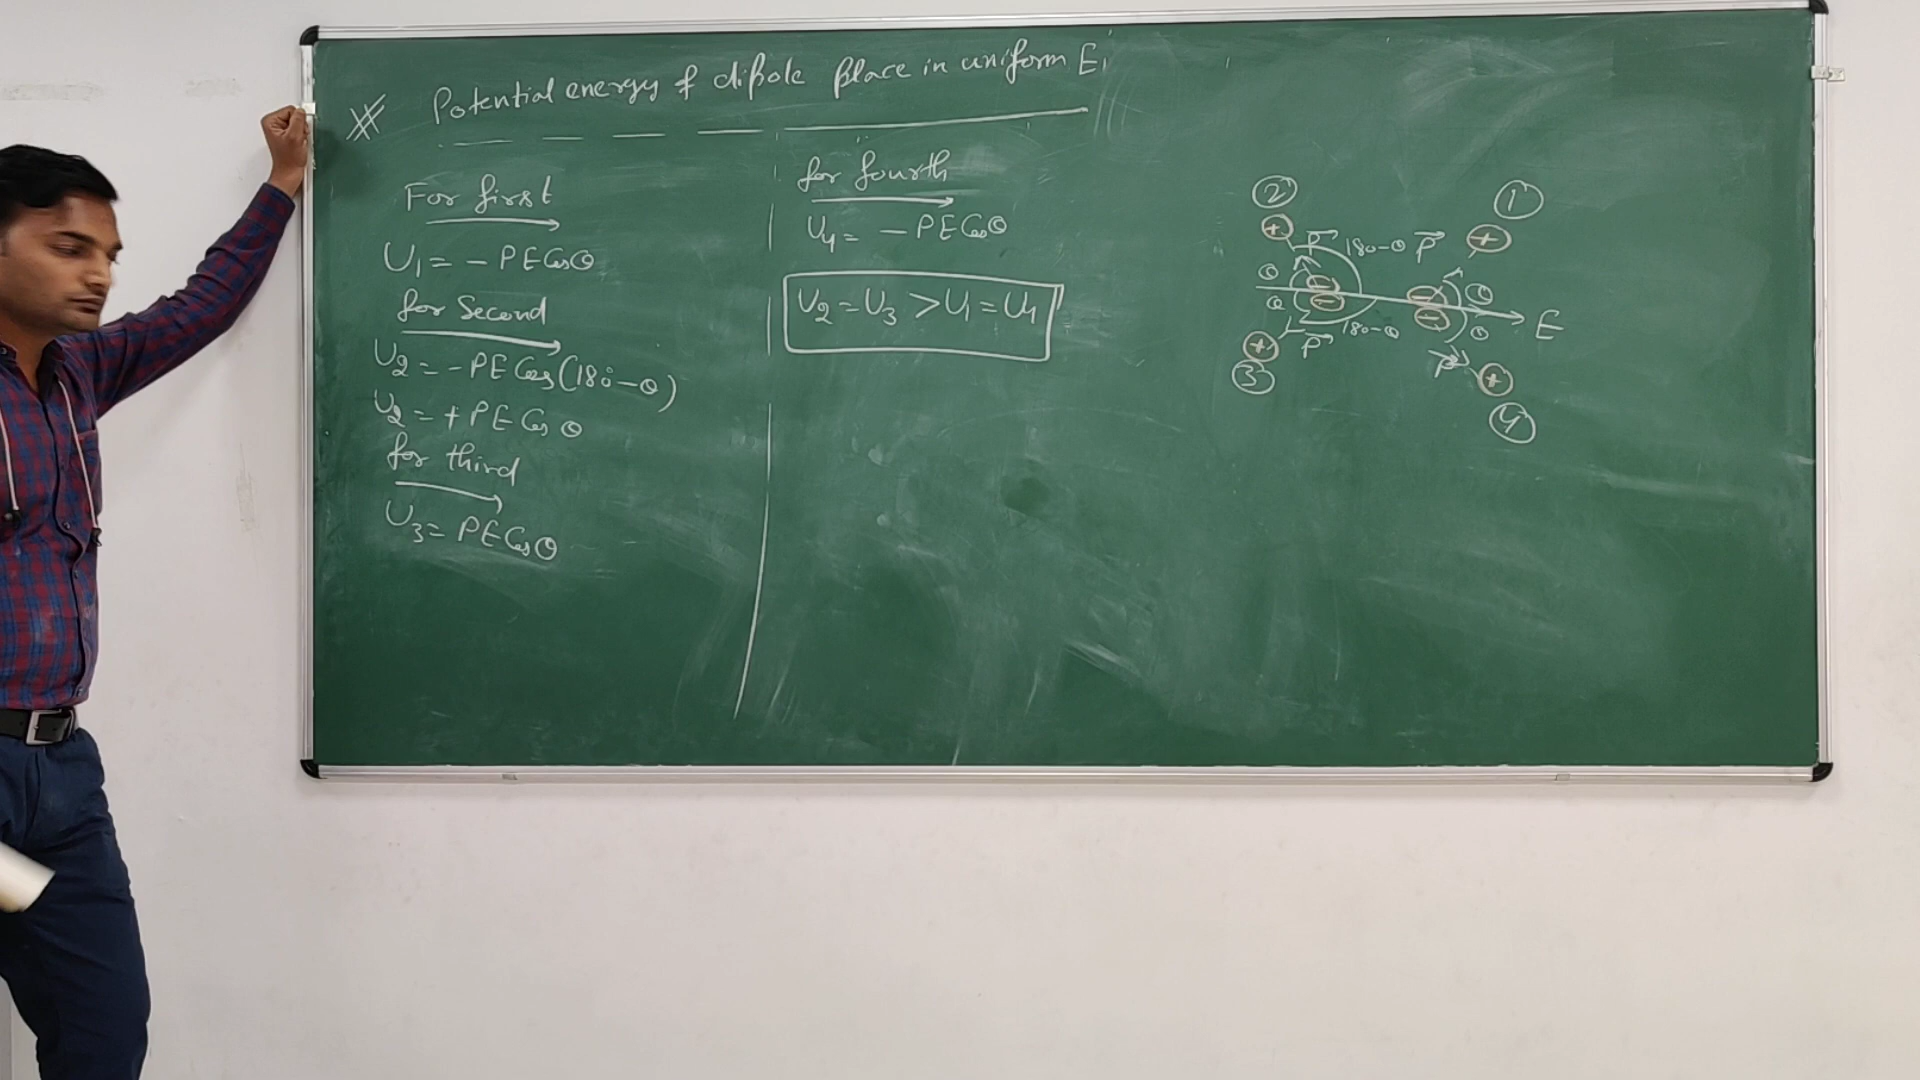 ⁎ Potential energy of dipole place in uniform E,
For first
U₁ = - PE Cos θ
for Second
U₂ = - PE Cos (180 - θ)
U₂ = + PE Cos θ
for third
U₃ = PE Cos θ
for fourth
U₄ = - PE Cos θ
U₂ = U₃ > U₁ = U₄
② ①
+ P 180-θ P +
θ - - θ
θ - - θ E
+ P 180-θ P +
③ ④